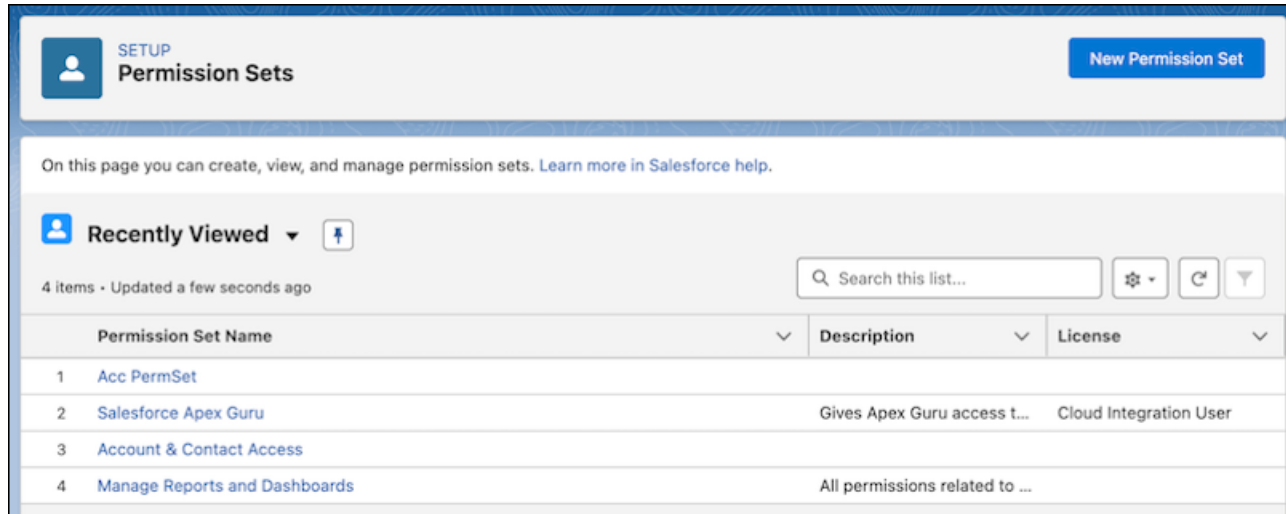 SETUP
Permission Sets
New Permission Set
On this page you can create, view, and manage permission sets. Learn more in Salesforce help.
Recently Viewed
4 items • Updated a few seconds ago
Search this list...
Permission Set Name Description License
1 Acc PermSet
2 Salesforce Apex Guru Gives Apex Guru access t... Cloud Integration User
3 Account & Contact Access
4 Manage Reports and Dashboards All permissions related to ...